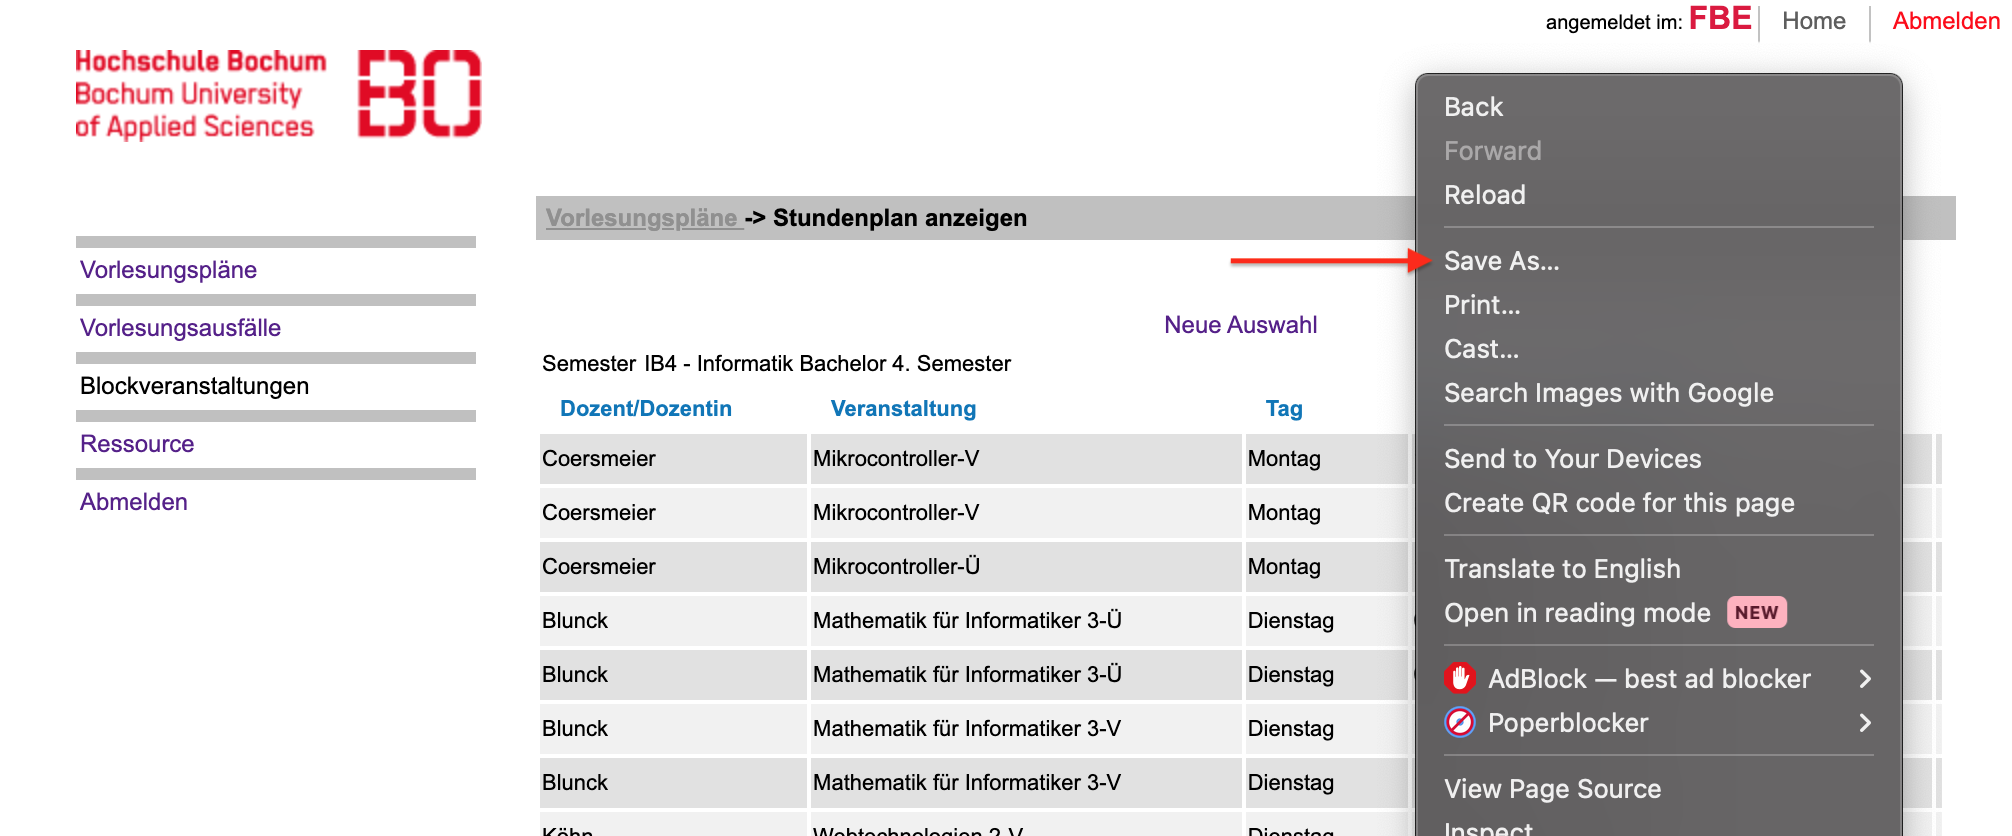 angemeldet im: FBE Home Abmelden
Hochschule Bochum
Bochum University
of Applied Sciences
BO
Vorlesungspläne
Vorlesungsausfälle
Blockveranstaltungen
Ressource
Abmelden
Vorlesungspläne -> Stundenplan anzeigen
Neue Auswahl
Semester IB4 - Informatik Bachelor 4. Semester
Dozent/Dozentin Veranstaltung Tag
Coersmeier Mikrocontroller-V Montag
Coersmeier Mikrocontroller-V Montag
Coersmeier Mikrocontroller-Ü Montag
Blunck Mathematik für Informatiker 3-Ü Dienstag
Blunck Mathematik für Informatiker 3-Ü Dienstag
Blunck Mathematik für Informatiker 3-V Dienstag
Blunck Mathematik für Informatiker 3-V Dienstag
Köhn Webtechnologien 2-V Dienstag
Back
Forward
Reload
Save As...
Print...
Cast...
Search Images with Google
Send to Your Devices
Create QR code for this page
Translate to English
Open in reading mode NEW
AdBlock — best ad blocker
Poperblocker
View Page Source
Inspect